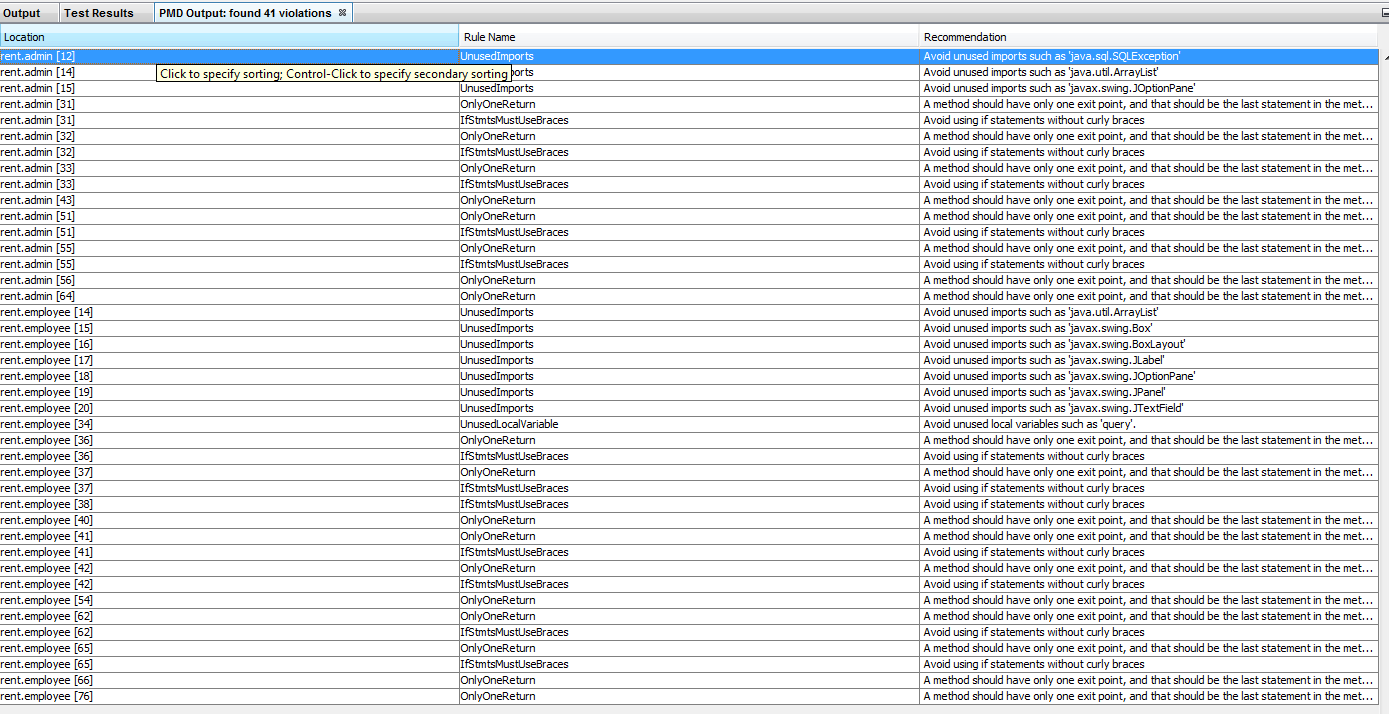 Output Test Results PMD Output: found 41 violations
Location Rule Name Recommendation
rent.admin [12] UnusedImports Avoid unused imports such as 'java.sql.SQLException'
rent.admin [14] ports Avoid unused imports such as 'java.util.ArrayList'
Click to specify sorting; Control-Click to specify secondary sorting
rent.admin [15] UnusedImports Avoid unused imports such as 'javax.swing.JOptionPane'
rent.admin [31] OnlyOneReturn A method should have only one exit point, and that should be the last statement in the met...
rent.admin [31] IfStmtsMustUseBraces Avoid using if statements without curly braces
rent.admin [32] OnlyOneReturn A method should have only one exit point, and that should be the last statement in the met...
rent.admin [32] IfStmtsMustUseBraces Avoid using if statements without curly braces
rent.admin [33] OnlyOneReturn A method should have only one exit point, and that should be the last statement in the met...
rent.admin [33] IfStmtsMustUseBraces Avoid using if statements without curly braces
rent.admin [43] OnlyOneReturn A method should have only one exit point, and that should be the last statement in the met...
rent.admin [51] OnlyOneReturn A method should have only one exit point, and that should be the last statement in the met...
rent.admin [51] IfStmtsMustUseBraces Avoid using if statements without curly braces
rent.admin [55] OnlyOneReturn A method should have only one exit point, and that should be the last statement in the met...
rent.admin [55] IfStmtsMustUseBraces Avoid using if statements without curly braces
rent.admin [56] OnlyOneReturn A method should have only one exit point, and that should be the last statement in the met...
rent.admin [64] OnlyOneReturn A method should have only one exit point, and that should be the last statement in the met...
rent.employee [14] UnusedImports Avoid unused imports such as 'java.util.ArrayList'
rent.employee [15] UnusedImports Avoid unused imports such as 'javax.swing.Box'
rent.employee [16] UnusedImports Avoid unused imports such as 'javax.swing.BoxLayout'
rent.employee [17] UnusedImports Avoid unused imports such as 'javax.swing.JLabel'
rent.employee [18] UnusedImports Avoid unused imports such as 'javax.swing.JOptionPane'
rent.employee [19] UnusedImports Avoid unused imports such as 'javax.swing.JPanel'
rent.employee [20] UnusedImports Avoid unused imports such as 'javax.swing.JTextField'
rent.employee [34] UnusedLocalVariable Avoid unused local variables such as 'query'.
rent.employee [36] OnlyOneReturn A method should have only one exit point, and that should be the last statement in the met...
rent.employee [36] IfStmtsMustUseBraces Avoid using if statements without curly braces
rent.employee [37] OnlyOneReturn A method should have only one exit point, and that should be the last statement in the met...
rent.employee [37] IfStmtsMustUseBraces Avoid using if statements without curly braces
rent.employee [38] IfStmtsMustUseBraces Avoid using if statements without curly braces
rent.employee [40] OnlyOneReturn A method should have only one exit point, and that should be the last statement in the met...
rent.employee [41] OnlyOneReturn A method should have only one exit point, and that should be the last statement in the met...
rent.employee [41] IfStmtsMustUseBraces Avoid using if statements without curly braces
rent.employee [42] OnlyOneReturn A method should have only one exit point, and that should be the last statement in the met...
rent.employee [42] IfStmtsMustUseBraces Avoid using if statements without curly braces
rent.employee [54] OnlyOneReturn A method should have only one exit point, and that should be the last statement in the met...
rent.employee [62] OnlyOneReturn A method should have only one exit point, and that should be the last statement in the met...
rent.employee [62] IfStmtsMustUseBraces Avoid using if statements without curly braces
rent.employee [65] OnlyOneReturn A method should have only one exit point, and that should be the last statement in the met...
rent.employee [65] IfStmtsMustUseBraces Avoid using if statements without curly braces
rent.employee [66] OnlyOneReturn A method should have only one exit point, and that should be the last statement in the met...
rent.employee [76] OnlyOneReturn A method should have only one exit point, and that should be the last statement in the met...